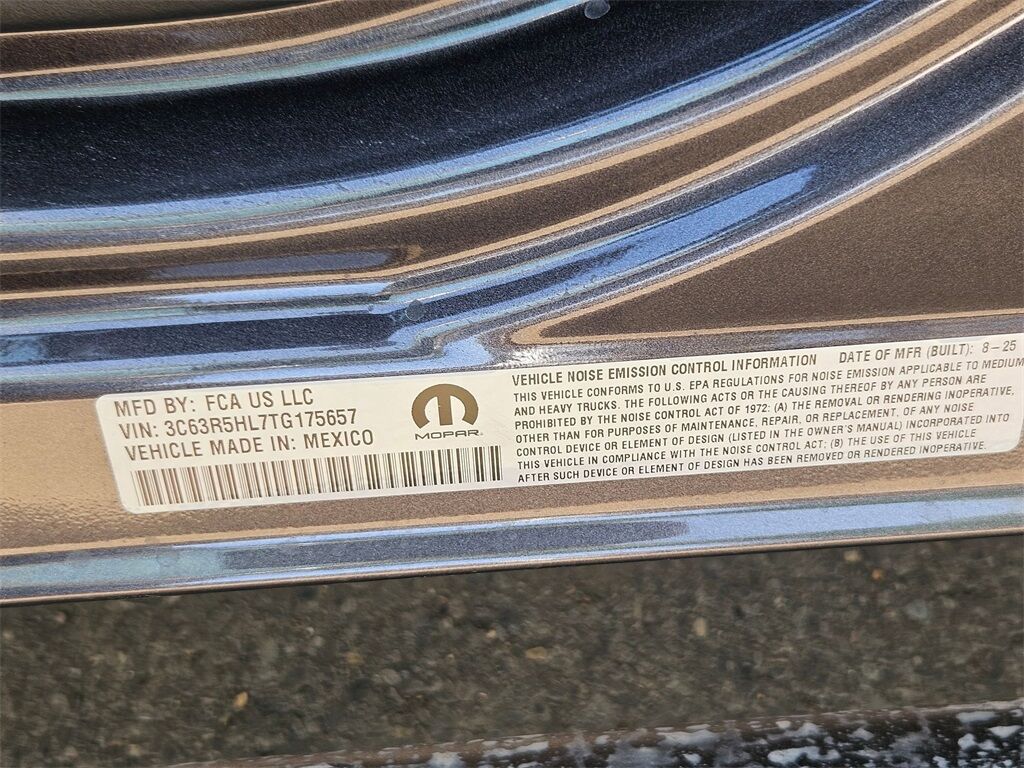 MFD BY: FCA US LLC
VIN: 3C63R5HL7TG175657
VEHICLE MADE IN: MEXICO
MOPAR
VEHICLE NOISE EMISSION CONTROL INFORMATION DATE OF MFR (BUILT): 8-25
THIS VEHICLE CONFORMS TO U.S. EPA REGULATIONS FOR NOISE EMISSION APPLICABLE TO MEDIUM
AND HEAVY TRUCKS. THE FOLLOWING ACTS OR THE CAUSING THEREOF BY ANY PERSON ARE
PROHIBITED BY THE NOISE CONTROL ACT OF 1972: (A) THE REMOVAL OR RENDERING INOPERATIVE,
OTHER THAN FOR PURPOSES OF MAINTENANCE, REPAIR, OR REPLACEMENT, OF ANY NOISE
CONTROL DEVICE OR ELEMENT OF DESIGN (LISTED IN THE OWNER'S MANUAL) INCORPORATED INTO
THIS VEHICLE IN COMPLIANCE WITH THE NOISE CONTROL ACT; (B) THE USE OF THIS VEHICLE
AFTER SUCH DEVICE OR ELEMENT OF DESIGN HAS BEEN REMOVED OR RENDERED INOPERATIVE.